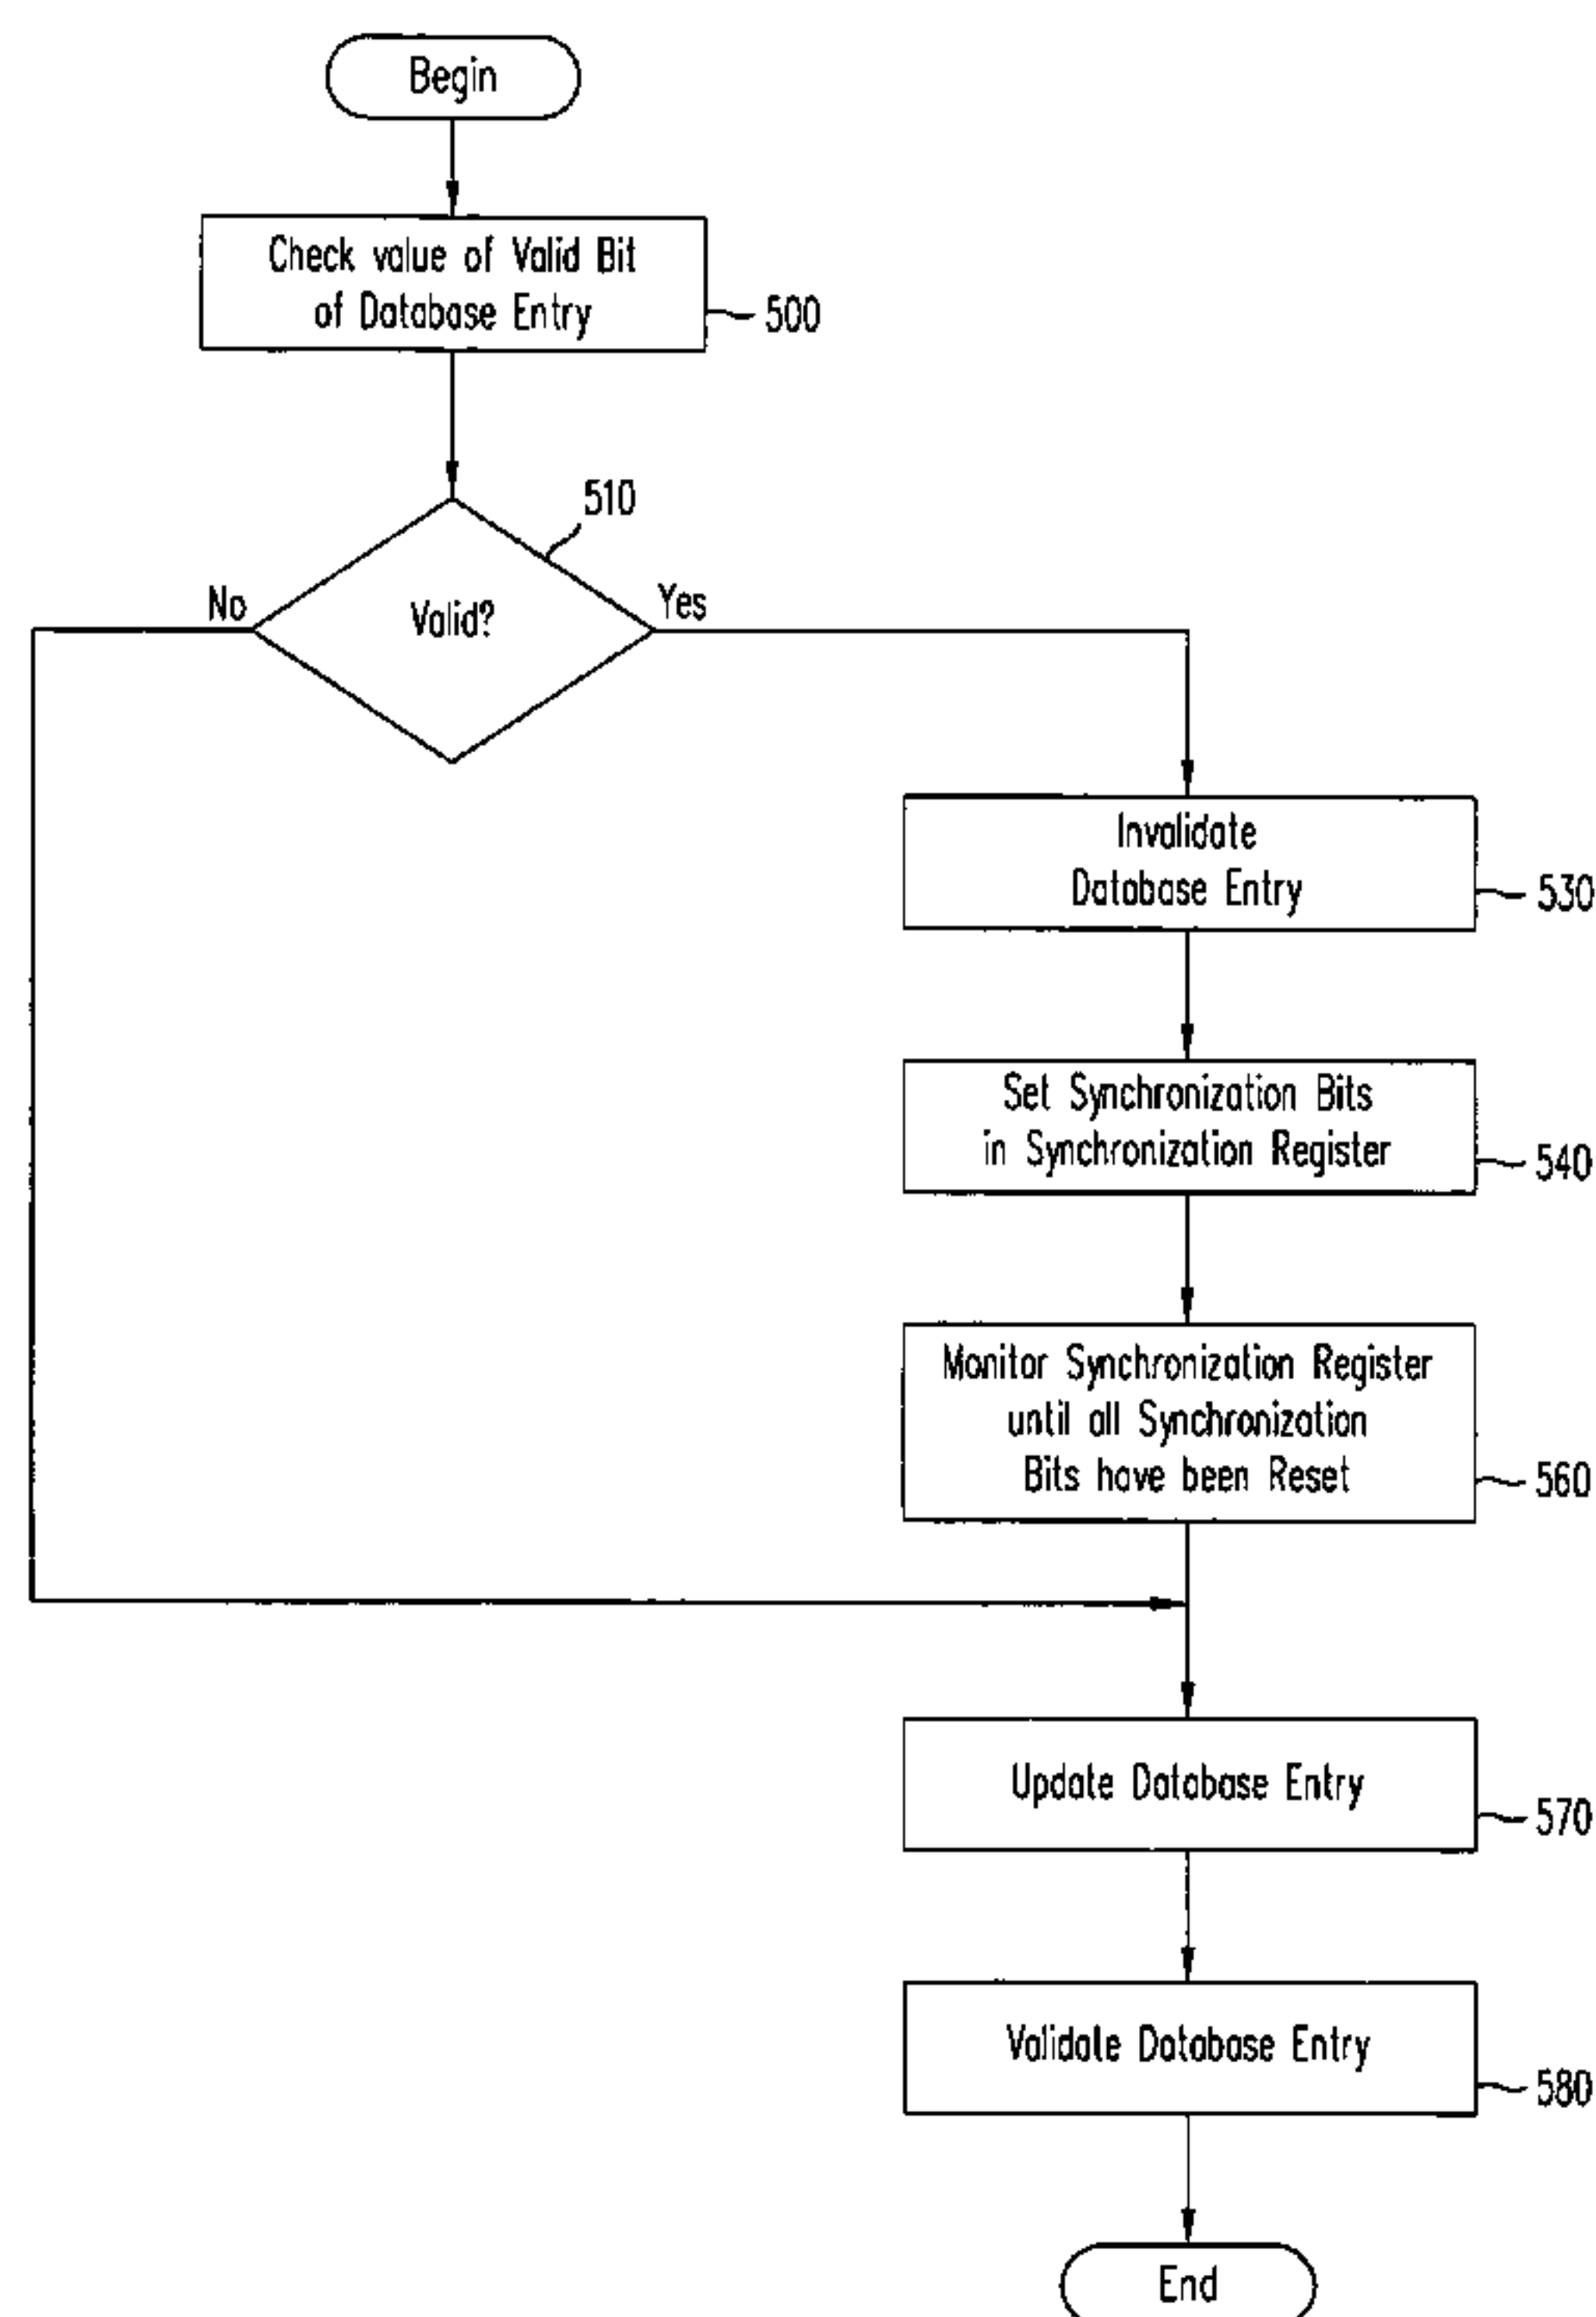 Begin
Check value of Valid Bit
of Database Entry
500
510
No
Valid?
Yes
Invalidate
Database Entry
530
Set Synchronization Bits
in Synchronization Register
540
Monitor Synchronization Register
until all Synchronization
Bits have been Reset
560
Update Database Entry
570
Validate Database Entry
580
End